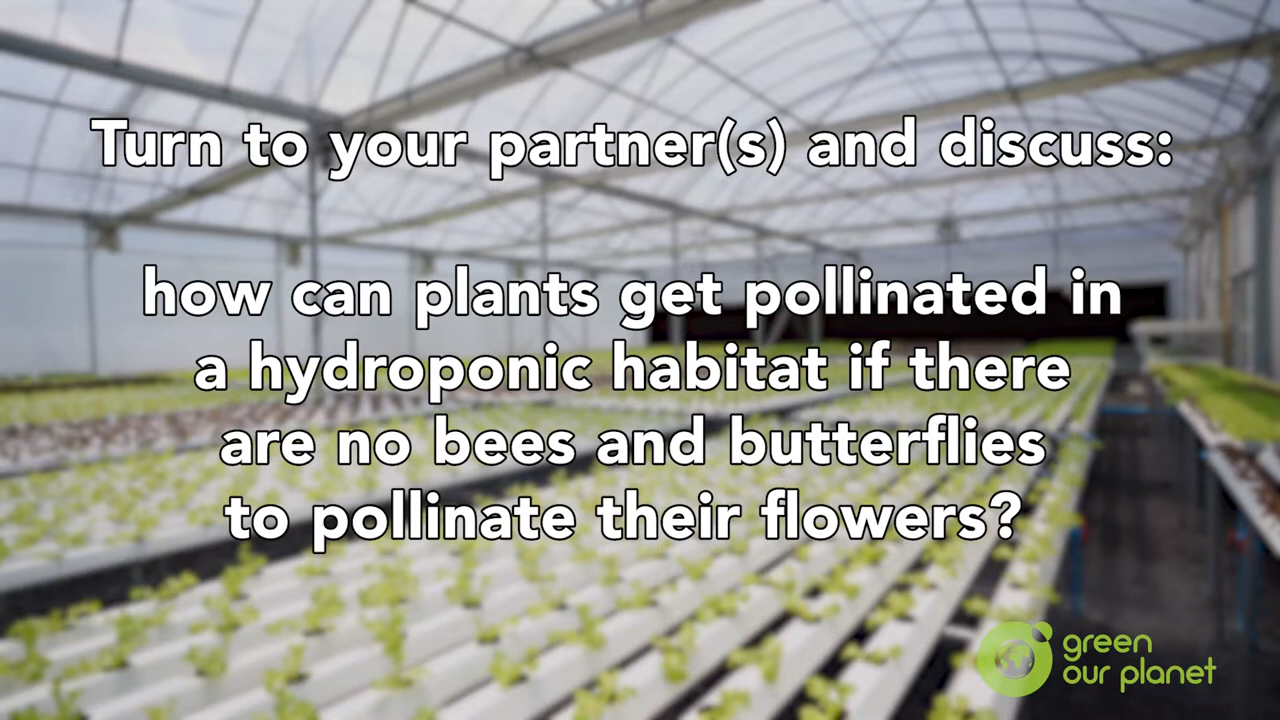 Turn to your partner(s) and discuss:
how can plants get pollinated in
a hydroponic habitat if there
are no bees and butterflies
to pollinate their flowers?
green
our planet